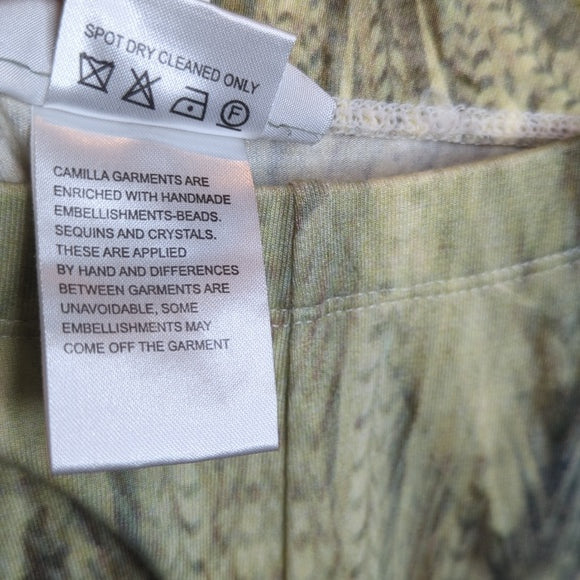 SPOT DRY CLEANED ONLY
F
CAMILLA GARMENTS ARE
ENRICHED WITH HANDMADE
EMBELLISHMENTS-BEADS.
SEQUINS AND CRYSTALS.
THESE ARE APPLIED
BY HAND AND DIFFERENCES
BETWEEN GARMENTS ARE
UNAVOIDABLE, SOME
EMBELLISHMENTS MAY
COME OFF THE GARMENT